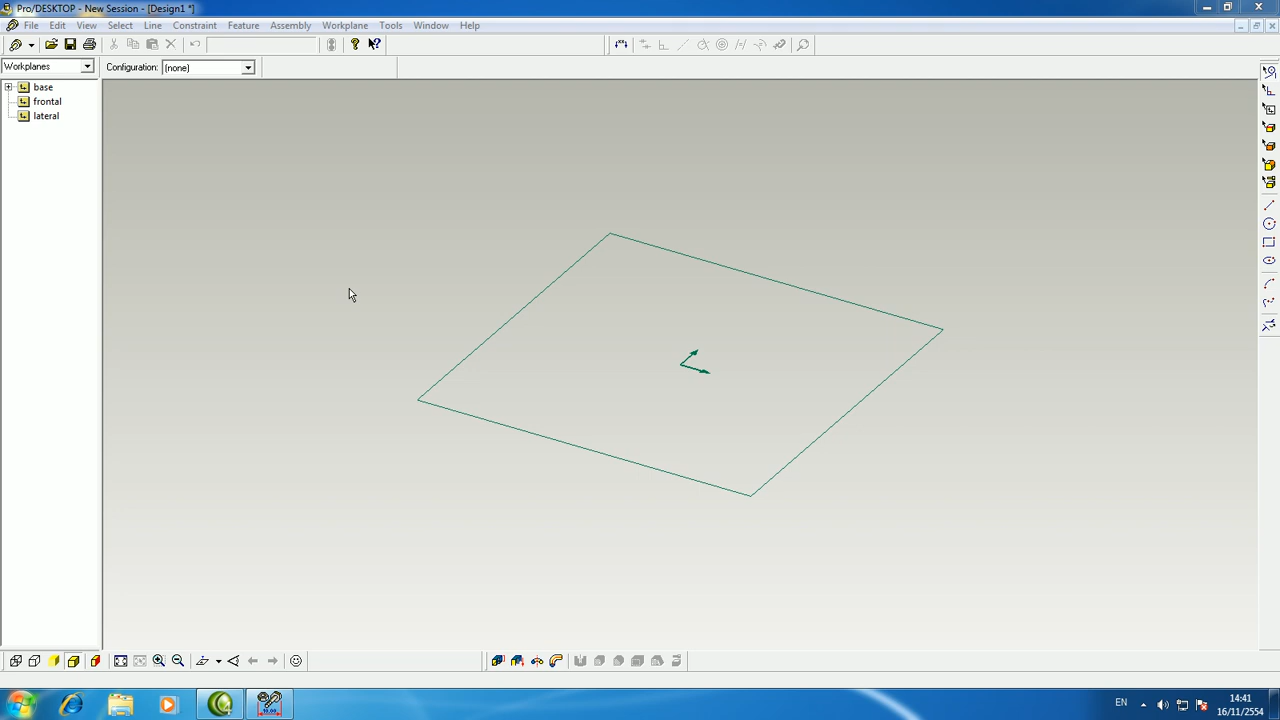 Pro/DESKTOP - New Session - [Design1 *]
File Edit View Select Line Constraint Feature Assembly Workplane Tools Window Help
Workplanes Configuration: (none)
base
frontal
lateral
EN 14:41
16/11/2554